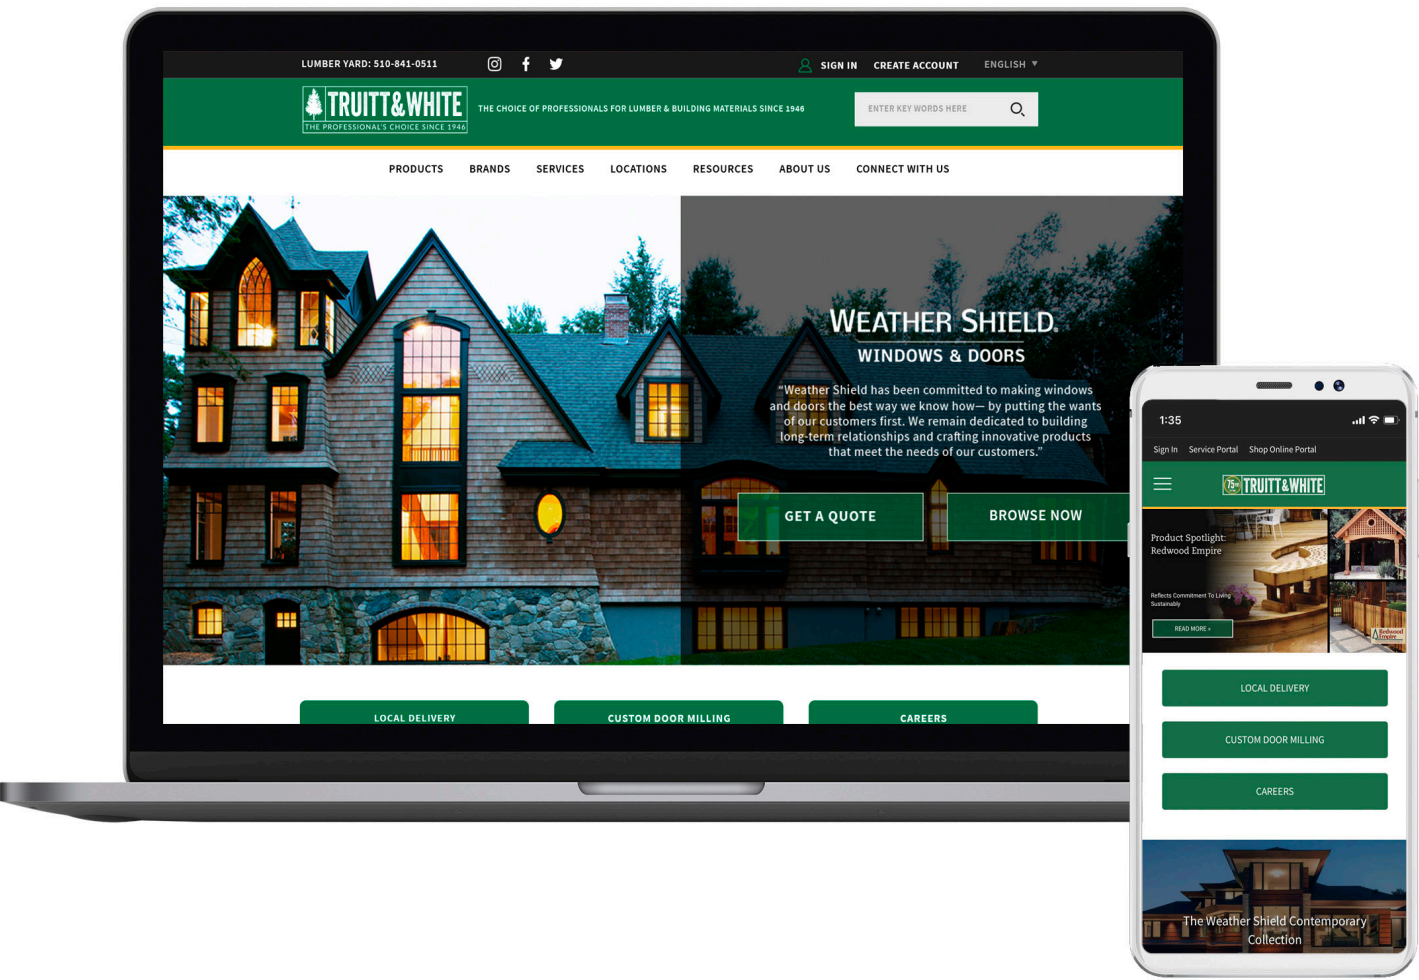 LUMBER YARD: 510-841-0511
SIGN IN CREATE ACCOUNT ENGLISH
TRUITT&WHITE
THE PROFESSIONAL'S CHOICE SINCE 1946
THE CHOICE OF PROFESSIONALS FOR LUMBER & BUILDING MATERIALS SINCE 1946
ENTER KEY WORDS HERE
PRODUCTS BRANDS SERVICES LOCATIONS RESOURCES ABOUT US CONNECT WITH US
WEATHER SHIELD®
WINDOWS & DOORS
“Weather Shield has been committed to making windows
and doors the best way we know how— by putting the wants
of our customers first. We remain dedicated to building
long-term relationships and crafting innovative products
that meet the needs of our customers.”
GET A QUOTE BROWSE NOW
LOCAL DELIVERY CUSTOM DOOR MILLING CAREERS
1:35
Sign In Service Portal Shop Online Portal
75 TRUITT&WHITE
Product Spotlight:
Redwood Empire
Reflects Commitment To Living
Sustainably
READ MORE »
Redwood
Empire
LOCAL DELIVERY
CUSTOM DOOR MILLING
CAREERS
The Weather Shield Contemporary
Collection